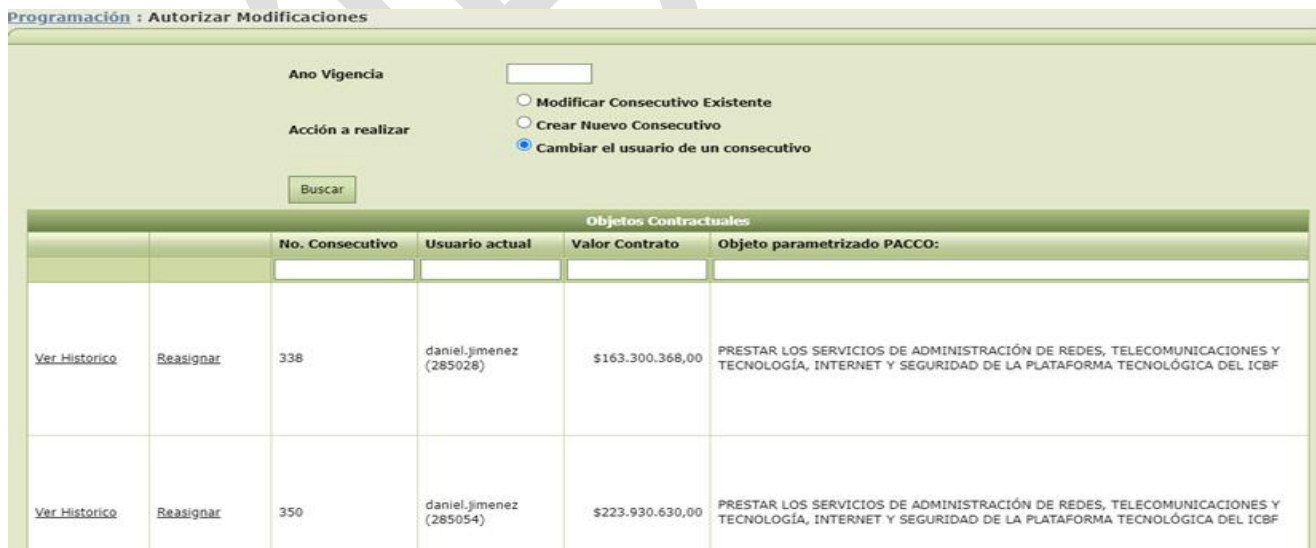 Programación : Autorizar Modificaciones
Ano Vigencia
Modificar Consecutivo Existente
Acción a realizar
Crear Nuevo Consecutivo
Cambiar el usuario de un consecutivo
Buscar
Objetos Contractuales
No. Consecutivo Usuario actual Valor Contrato Objeto parametrizado PACCO:
Ver Historico Reasignar 338 daniel.jimenez (285028) $163.300.368,00 PRESTAR LOS SERVICIOS DE ADMINISTRACIÓN DE REDES, TELECOMUNICACIONES Y
TECNOLOGÍA, INTERNET Y SEGURIDAD DE LA PLATAFORMA TECNOLÓGICA DEL ICBF
Ver Historico Reasignar 350 daniel.jimenez (285054) $223.930.630,00 PRESTAR LOS SERVICIOS DE ADMINISTRACIÓN DE REDES, TELECOMUNICACIONES Y
TECNOLOGÍA, INTERNET Y SEGURIDAD DE LA PLATAFORMA TECNOLÓGICA DEL ICBF